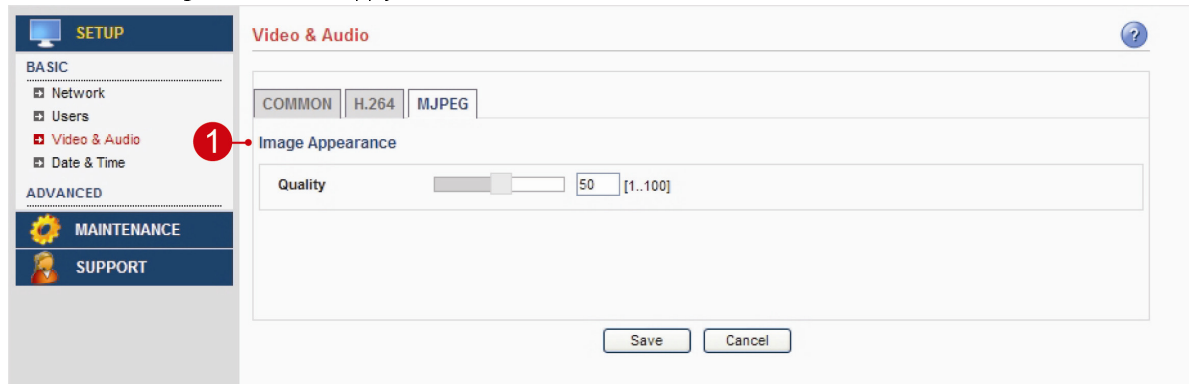 SETUP
BASIC
Network
Users
Video & Audio
Date & Time
ADVANCED
MAINTENANCE
SUPPORT
Video & Audio
?
COMMON H.264 MJPEG
1
Image Appearance
Quality 50 [1..100]
Save Cancel